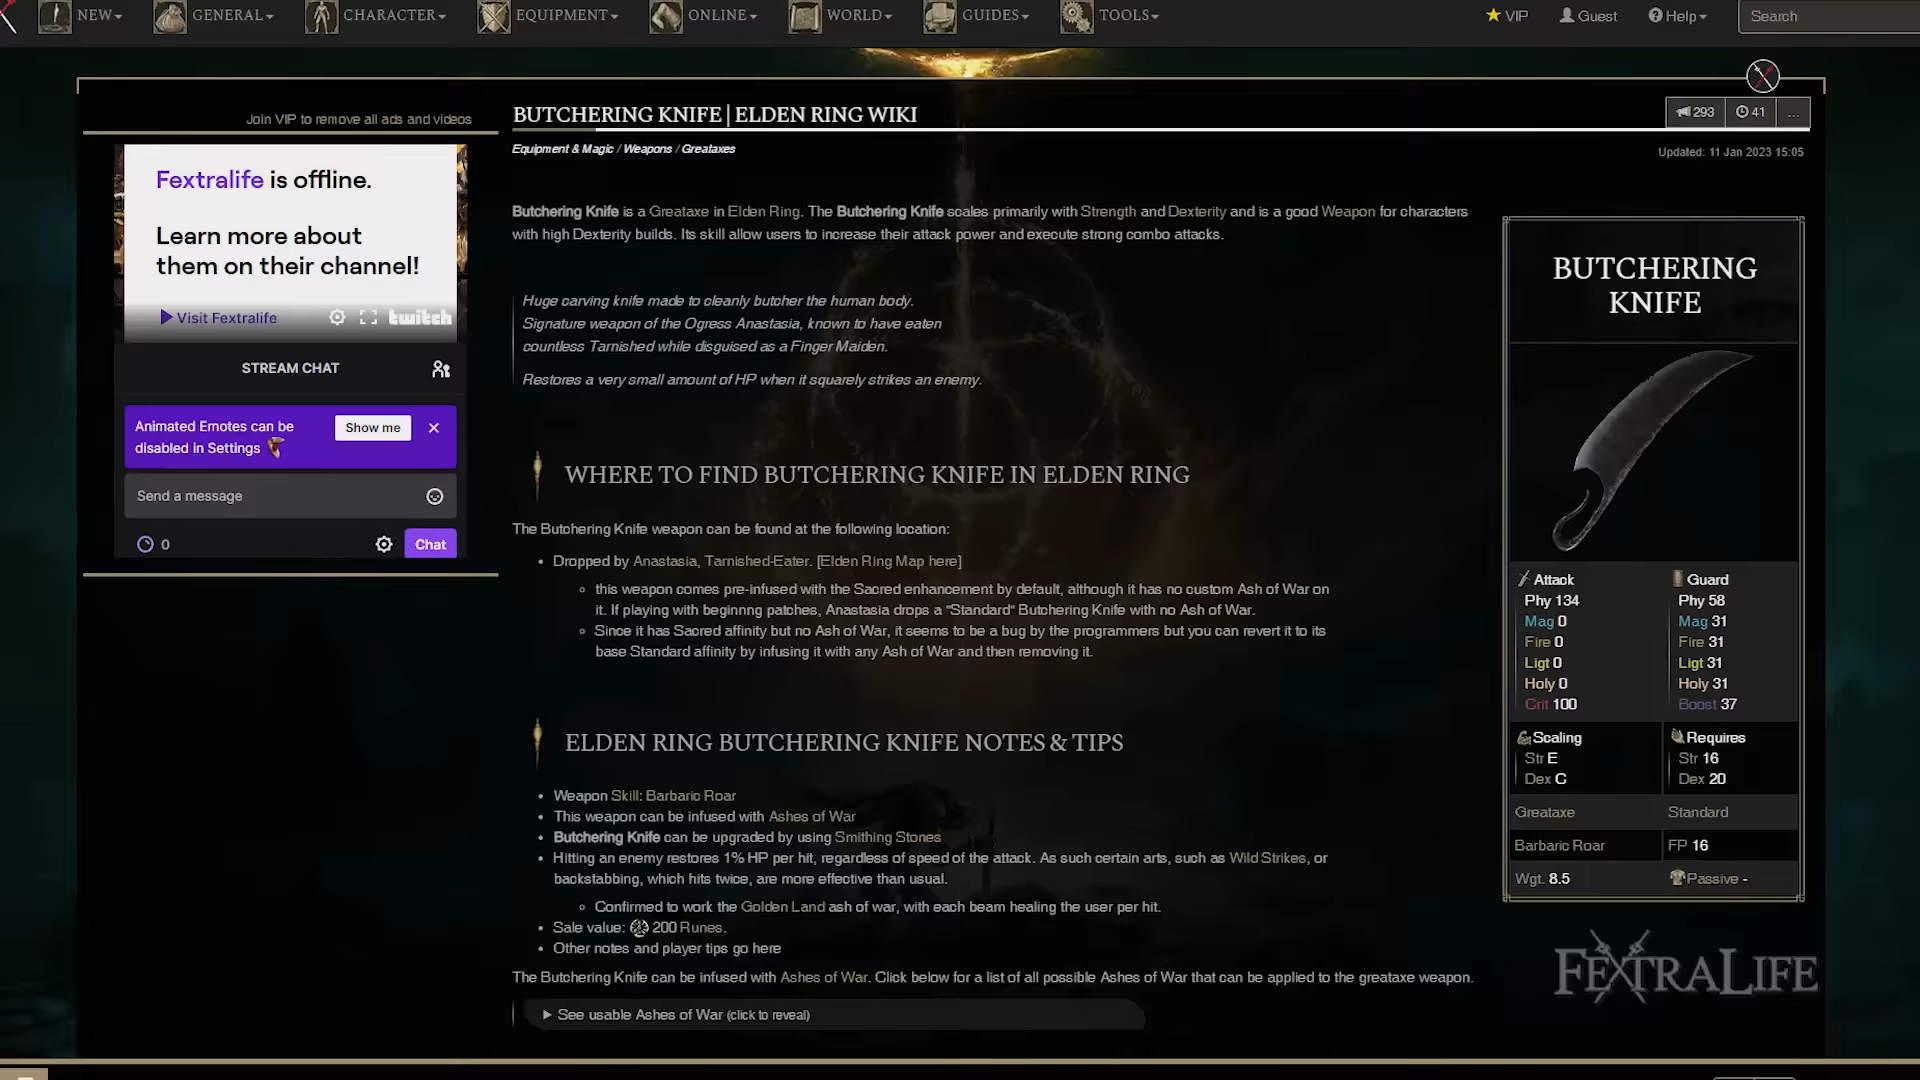 NEW
GENERAL
CHARACTER
EQUIPMENT
ONLINE
WORLD
GUIDES
TOOLS
VIP
Guest
Help
Search
Join VIP to remove all ads and videos
Fextralife is offline.
Learn more about
them on their channel!
Visit Fextralife
twitch
STREAM CHAT
Animated Emotes can be
disabled in Settings
Show me
Send a message
0
Chat
BUTCHERING KNIFE | ELDEN RING WIKI
293
41
...
Equipment & Magic / Weapons / Greataxes
Updated: 11 Jan 2023 15:05
Butchering Knife is a Greataxe in Elden Ring. The Butchering Knife scales primarily with Strength and Dexterity and is a good Weapon for characters
with high Dexterity builds. Its skill allow users to increase their attack power and execute strong combo attacks.
Huge carving knife made to cleanly butcher the human body.
Signature weapon of the Ogress Anastasia, known to have eaten
countless Tarnished while disguised as a Finger Maiden.
Restores a very small amount of HP when it squarely strikes an enemy.
WHERE TO FIND BUTCHERING KNIFE IN ELDEN RING
The Butchering Knife weapon can be found at the following location:
• Dropped by Anastasia, Tarnished-Eater. [Elden Ring Map here]
◦ this weapon comes pre-infused with the Sacred enhancement by default, although it has no custom Ash of War on
it. If playing with beginnng patches, Anastasia drops a "Standard" Butchering Knife with no Ash of War.
◦ Since it has Sacred affinity but no Ash of War, it seems to be a bug by the programmers but you can revert it to its
base Standard affinity by infusing it with any Ash of War and then removing it.
ELDEN RING BUTCHERING KNIFE NOTES & TIPS
• Weapon Skill: Barbaric Roar
• This weapon can be infused with Ashes of War
• Butchering Knife can be upgraded by using Smithing Stones
• Hitting an enemy restores 1% HP per hit, regardless of speed of the attack. As such certain arts, such as Wild Strikes, or
backstabbing, which hits twice, are more effective than usual.
◦ Confirmed to work the Golden Land ash of war, with each beam healing the user per hit.
• Sale value: 200 Runes.
• Other notes and player tips go here
The Butchering Knife can be infused with Ashes of War. Click below for a list of all possible Ashes of War that can be applied to the greataxe weapon.
► See usable Ashes of War (click to reveal)
BUTCHERING
KNIFE
Attack
Phy 134
Mag 0
Fire 0
Ligt 0
Holy 0
Crit 100
Guard
Phy 58
Mag 31
Fire 31
Ligt 31
Holy 31
Boost 37
Scaling
Str E
Dex C
Requires
Str 16
Dex 20
Greataxe
Standard
Barbaric Roar
FP 16
Wgt. 8.5
Passive -
FEXTRALIFE